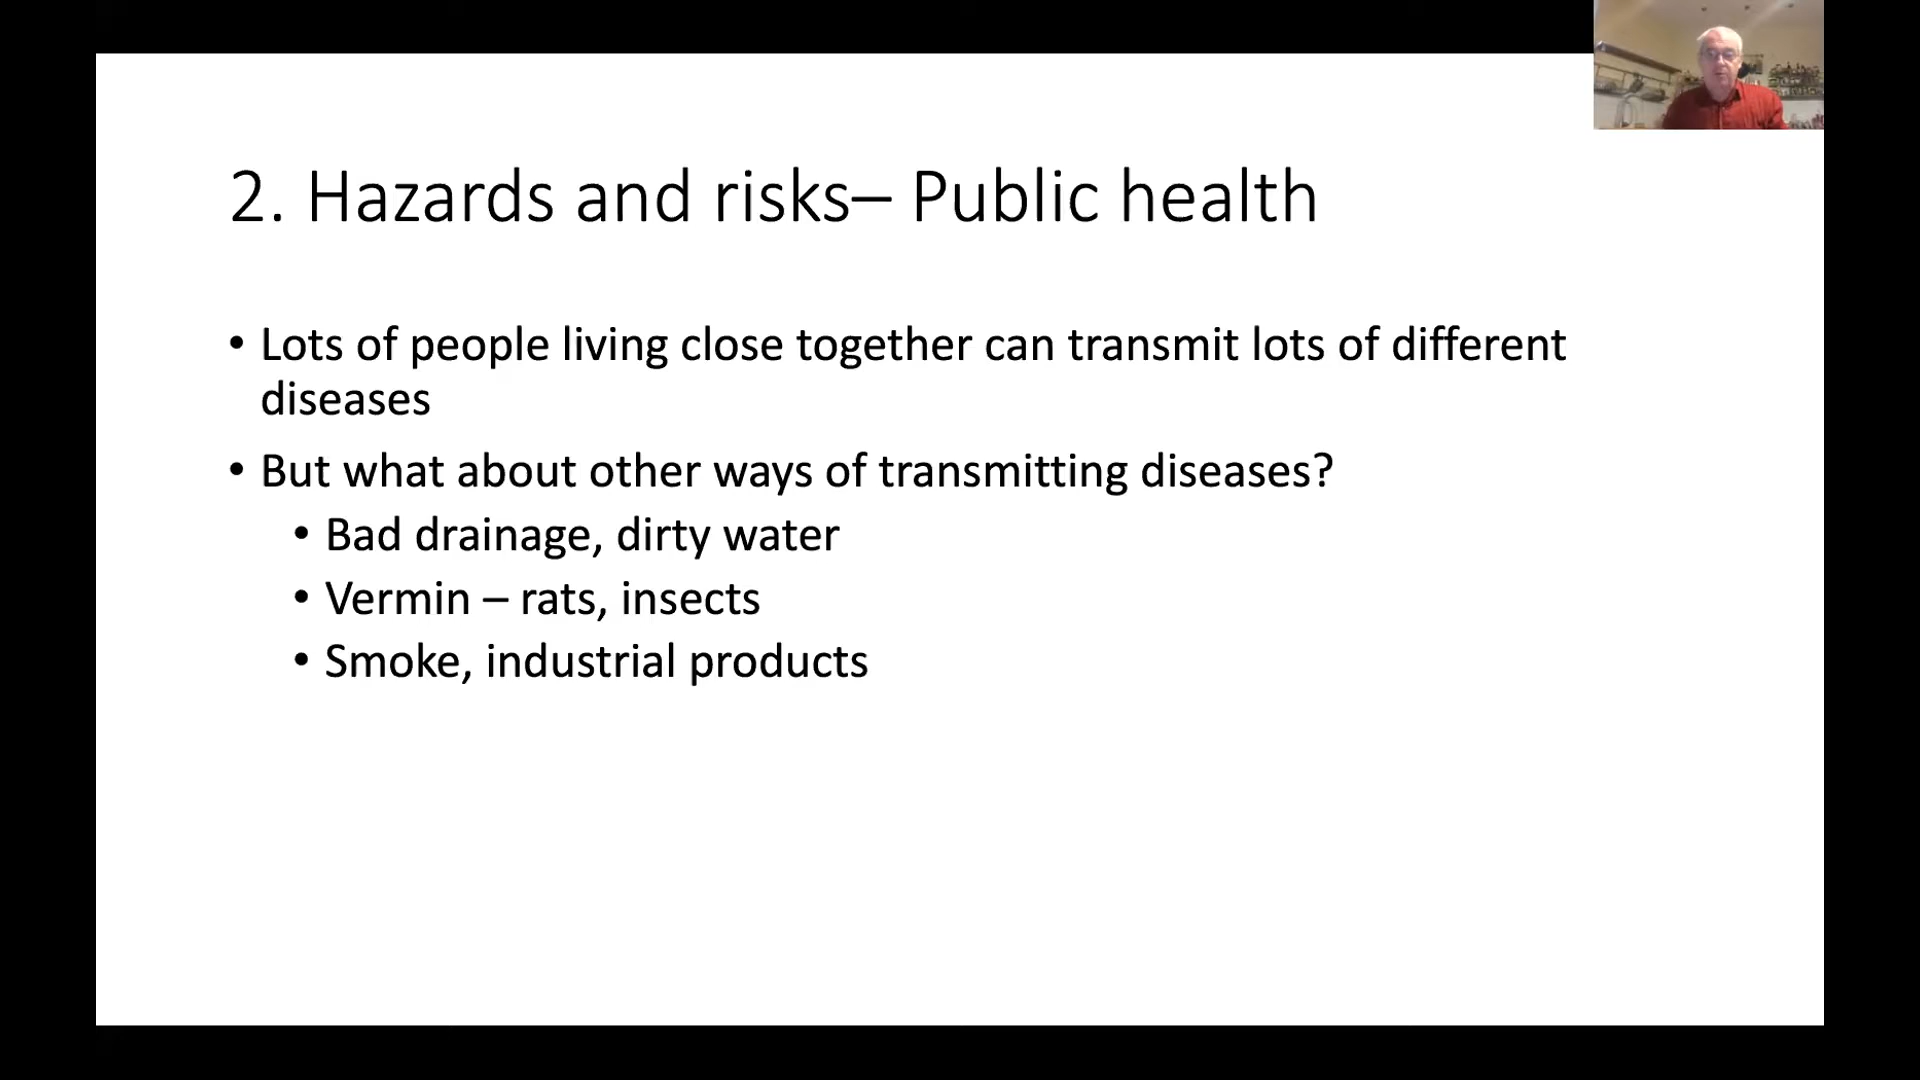 2. Hazards and risks– Public health
• Lots of people living close together can transmit lots of different
diseases
• But what about other ways of transmitting diseases?
• Bad drainage, dirty water
• Vermin – rats, insects
• Smoke, industrial products